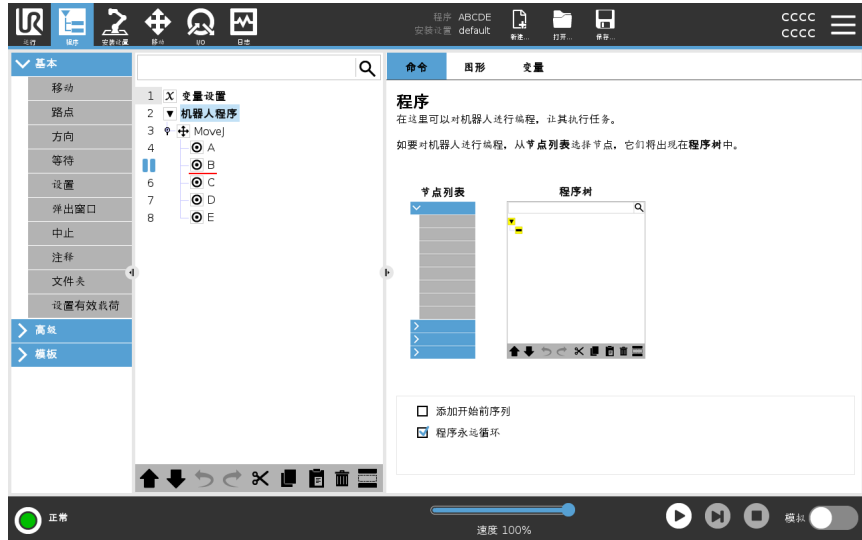 运行
程序
安装设置
移动
I/O
日志
程序 ABCDE
安装设置 default
新建...
打开...
保存...
CCCC
CCCC
基本
移动
路点
方向
等待
设置
弹出窗口
中止
注释
文件夹
设置有效载荷
高级
模板
1 x 变量设置
2 机器人程序
3 MoveJ
4 A
B
6 C
7 D
8 E
命令
图形
变量
程序
在这里可以对机器人进行编程，让其执行任务。
如要对机器人进行编程，从节点列表选择节点，它们将出现在程序树中。
节点列表
程序树
添加开始前序列
程序永远循环
正常
速度 100%
模拟